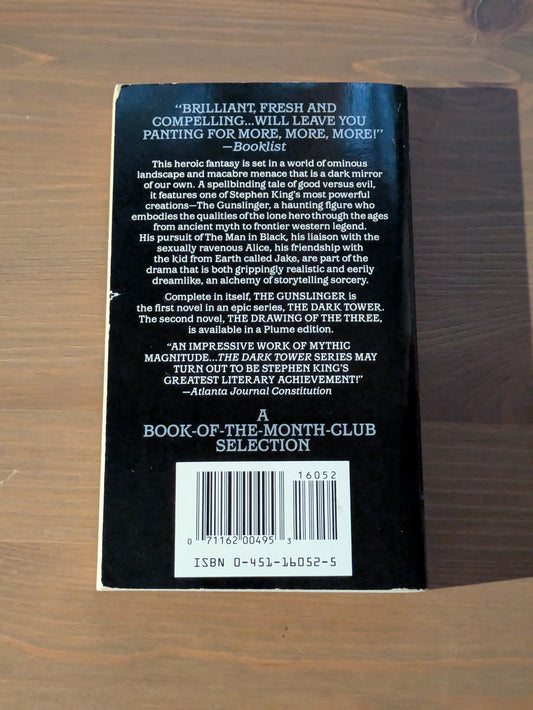 "BRILLIANT, FRESH AND
COMPELLING...WILL LEAVE YOU
PANTING FOR MORE, MORE, MORE!"
—Booklist
This heroic fantasy is set in a world of ominous
landscape and macabre menace that is a dark mirror
of our own. A spellbinding tale of good versus evil,
it features one of Stephen King's most powerful
creations—The Gunslinger, a haunting figure who
embodies the qualities of the lone hero through the ages
from ancient myth to frontier western legend.
His pursuit of The Man in Black, his liaison with the
sexually ravenous Alice, his friendship with
the kid from Earth called Jake, are part of the
drama that is both grippingly realistic and eerily
dreamlike, an alchemy of storytelling sorcery.
Complete in itself, THE GUNSLINGER is
the first novel in an epic series, THE DARK TOWER.
The second novel, THE DRAWING OF THE THREE,
is available in a Plume edition.
"AN IMPRESSIVE WORK OF MYTHIC
MAGNITUDE...THE DARK TOWER SERIES MAY
TURN OUT TO BE STEPHEN KING'S
GREATEST LITERARY ACHIEVEMENT!"
—Atlanta Journal Constitution
A
BOOK-OF-THE-MONTH-CLUB
SELECTION
16052
0 71162 00495 3
ISBN 0-451-16052-5